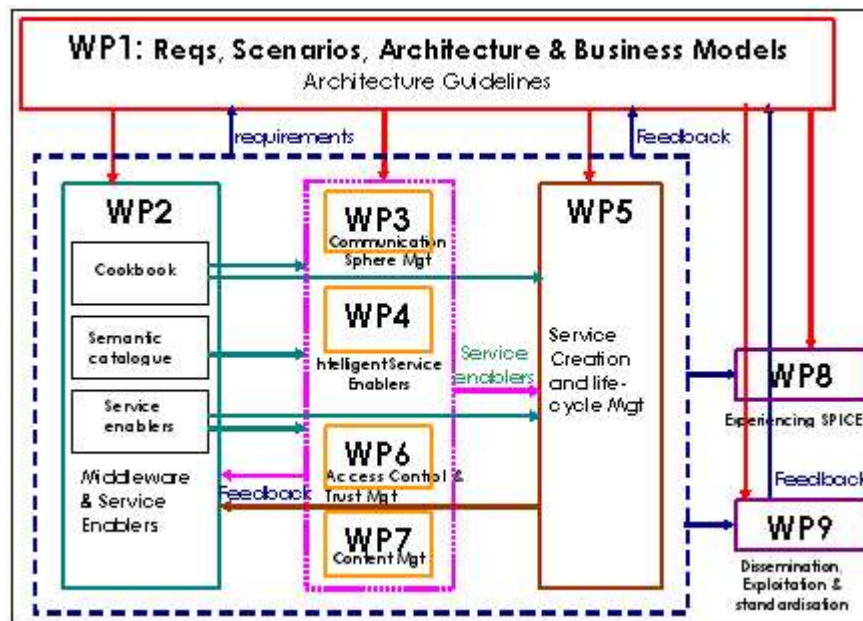 WP1: Reqs, Scenarios, Architecture & Business Models
Architecture Guidelines
requirements
Feedback
WP2
Cookbook
Semantic
catalogue
Service
enablers
Middleware
& Service
Enablers
WP3
Communication
Sphere Mgt
WP4
Intelligent Service
Enablers
WP6
Access Control &
Trust Mgt
WP7
Content Mgt
Feedback
Service
enablers
WP5
Service
Creation
and life-
cycle Mgt
WP8
Experiencing SPICE
Feedback
WP9
Dissemination,
Exploitation &
standardisation